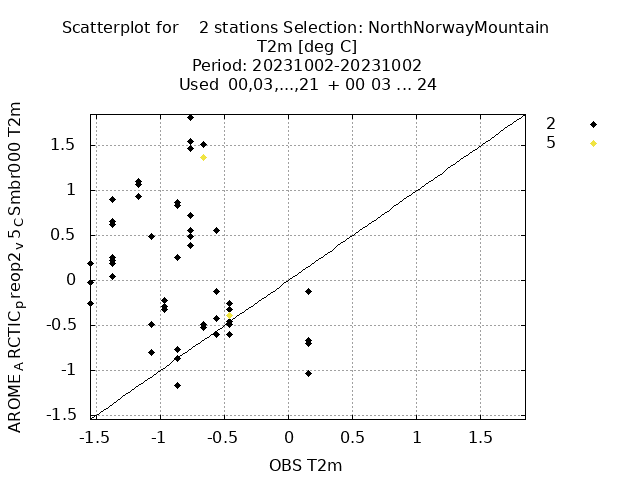 Scatterplot for 2 stations Selection: NorthNorwayMountain
T2m [deg C]
Period: 20231002-20231002
Used 00,03,...,21 + 00 03 ... 24
AROME_ARCTIC_preop2_v5_CSmbr000 T2m
2
5
1.5
1
0.5
0
-0.5
-1
-1.5
-1.5 -1 -0.5 0 0.5 1 1.5
OBS T2m